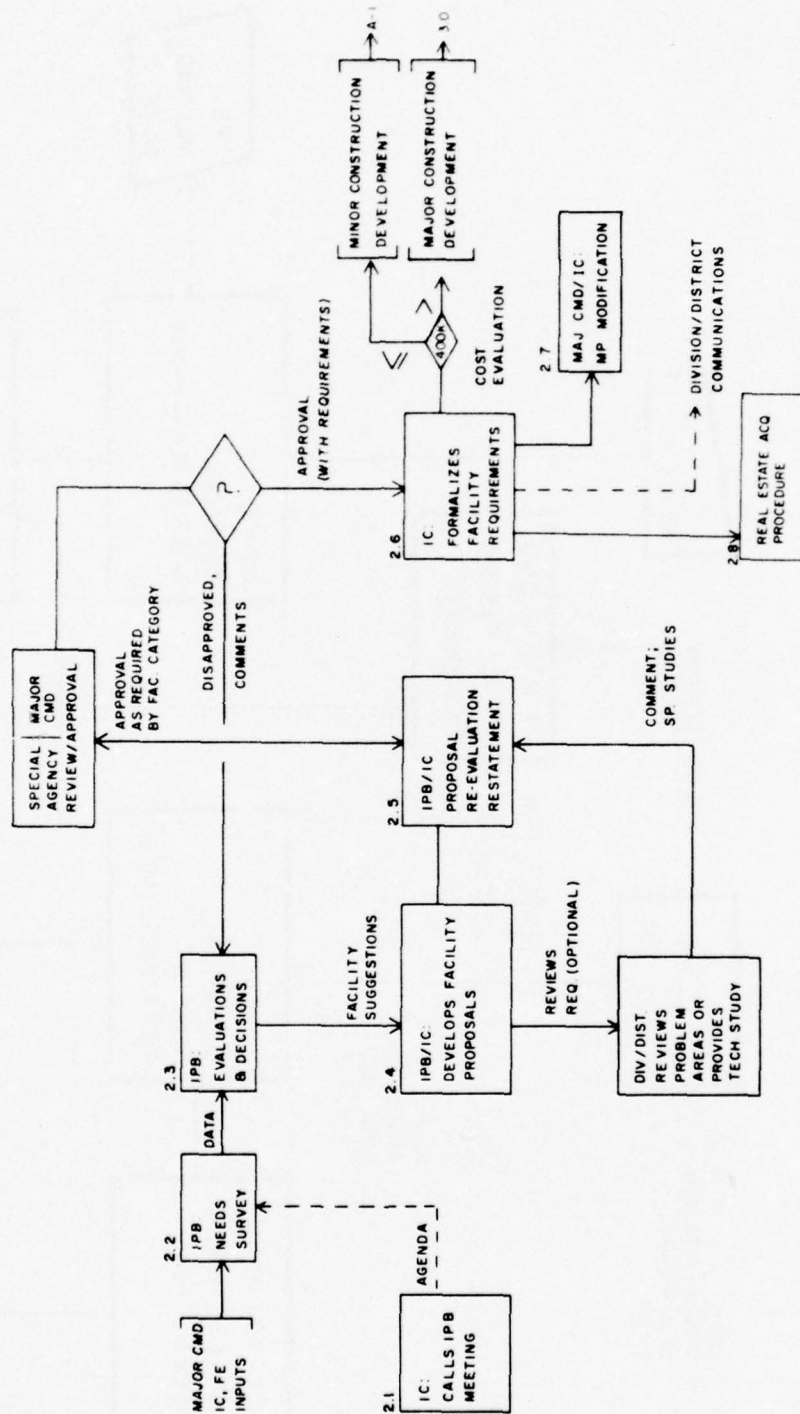 MAJOR CMD
IC, FE
INPUTS
2.1
IC:
CALLS IPB
MEETING
AGENDA
2.2
IPB:
NEEDS
SURVEY
DATA
2.3
IPB:
EVALUATIONS
& DECISIONS
FACILITY
SUGGESTIONS
2.4
IPB/IC:
DEVELOPS FACILITY
PROPOSALS
REVIEWS
REQ. (OPTIONAL)
DIV/DIST.
REVIEWS
PROBLEM
AREAS OR
PROVIDES
TECH STUDY
COMMENT;
SP. STUDIES
2.5
IPB/IC
PROPOSAL
RE-EVALUATION
RESTATEMENT
APPROVAL
AS REQUIRED
BY FAC. CATEGORY
SPECIAL MAJOR
AGENCY CMD
REVIEW/APPROVAL
DISAPPROVED,
COMMENTS
?
APPROVAL
(WITH REQUIREMENTS)
2.6
IC:
FORMALIZES
FACILITY
REQUIREMENTS
COST
EVALUATION
≤
400K
>
MINOR CONSTRUCTION
DEVELOPMENT
A-1
MAJOR CONSTRUCTION
DEVELOPMENT
3.0
2.7
MAJ CMD/IC:
MP MODIFICATION
DIVISION/DISTRICT
COMMUNICATIONS
2.8
REAL ESTATE ACQ
PROCEDURE